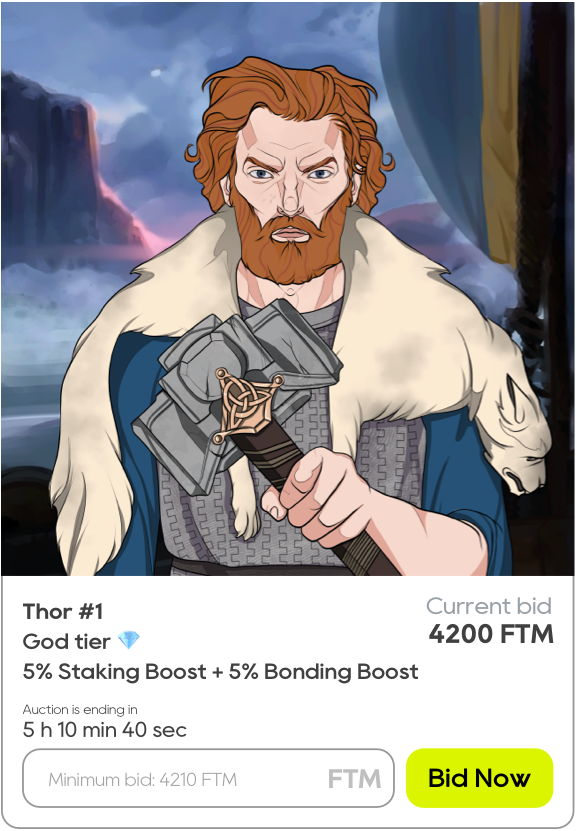 Thor #1
Current bid
God tier 💎
4200 FTM
5% Staking Boost + 5% Bonding Boost
Auction is ending in
5 h 10 min 40 sec
Minimum bid: 4210 FTM
FTM
Bid Now